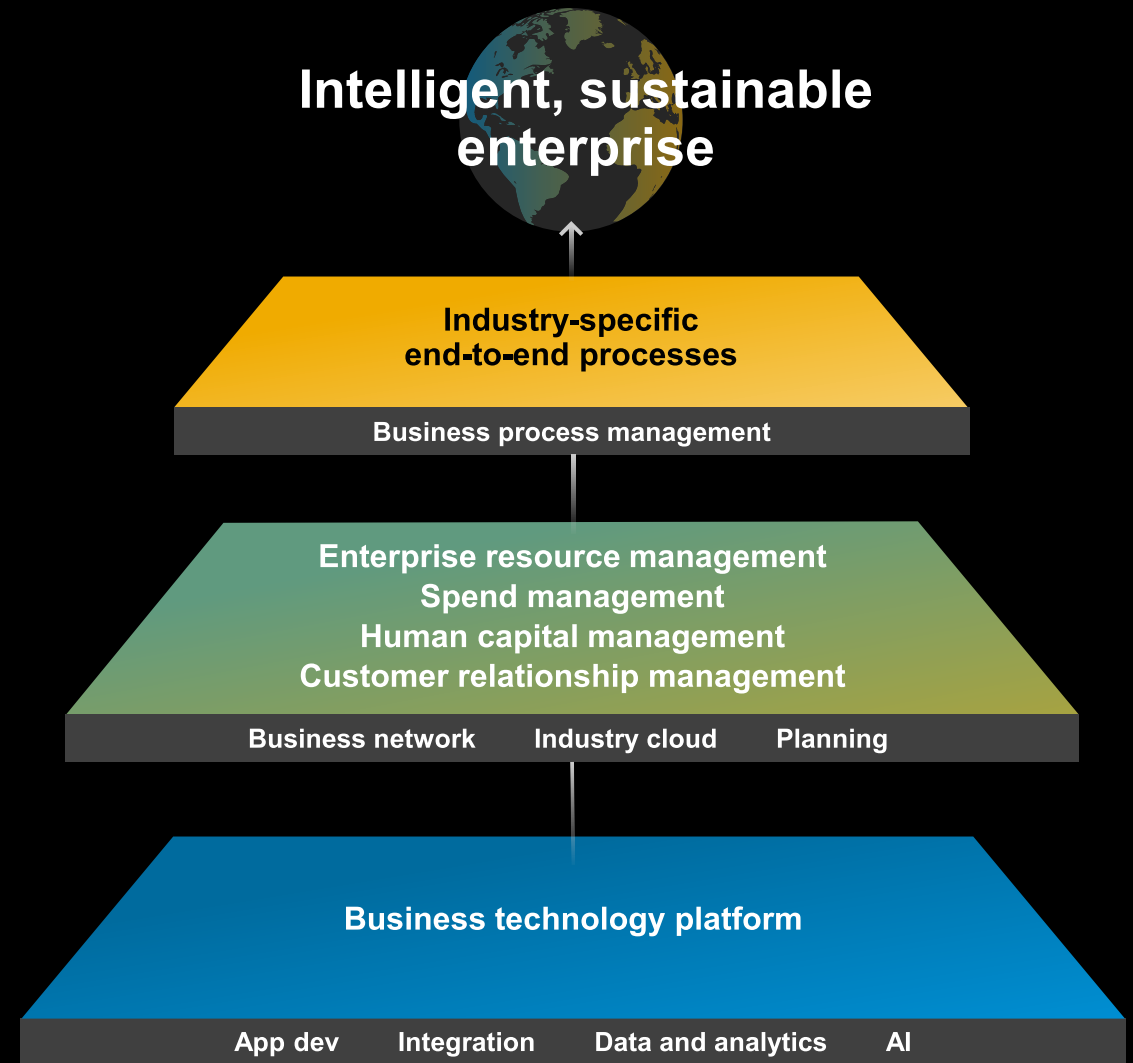 Intelligent, sustainable
enterprise
Industry-specific
end-to-end processes
Business process management
Enterprise resource management
Spend management
Human capital management
Customer relationship management
Business network Industry cloud Planning
Business technology platform
App dev Integration Data and analytics AI